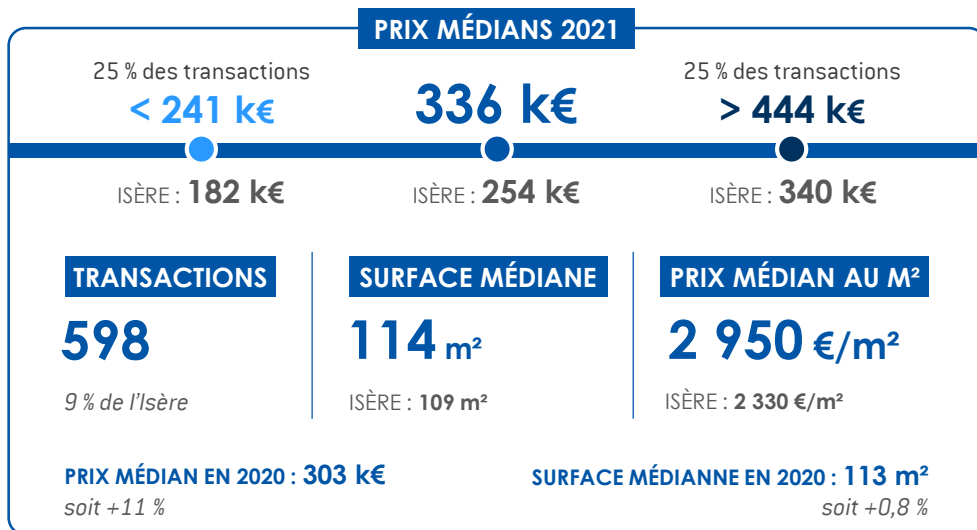 PRIX MÉDIANS 2021
25 % des transactions
< 241 k€
336 k€
25 % des transactions
> 444 k€
ISÈRE : 182 k€
ISÈRE : 254 k€
ISÈRE : 340 k€
TRANSACTIONS
598
9 % de l'Isère
SURFACE MÉDIANE
114 m²
ISÈRE : 109 m²
PRIX MÉDIAN AU M²
2 950 €/m²
ISÈRE : 2 330 €/m²
PRIX MÉDIAN EN 2020 : 303 k€
soit +11 %
SURFACE MÉDIANNE EN 2020 : 113 m²
soit +0,8 %